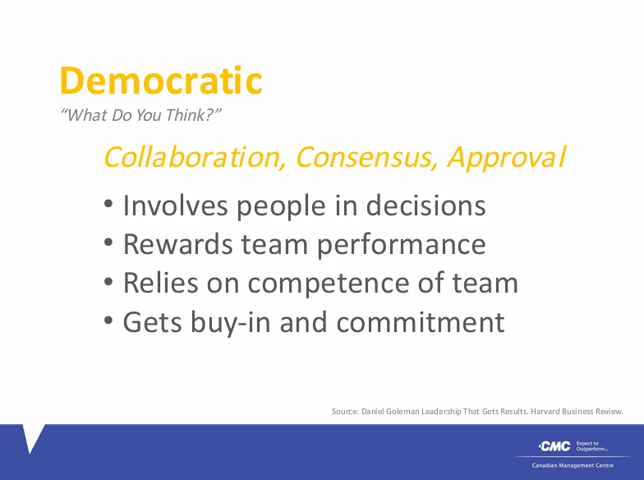 Democratic
“What Do You Think?”
Collaboration, Consensus, Approval
• Involves people in decisions
• Rewards team performance
• Relies on competence of team
• Gets buy-in and commitment
Source: Daniel Goleman Leadership That Gets Results. Harvard Business Review.
CMC Expect to
Outperform
Canadian Management Centre